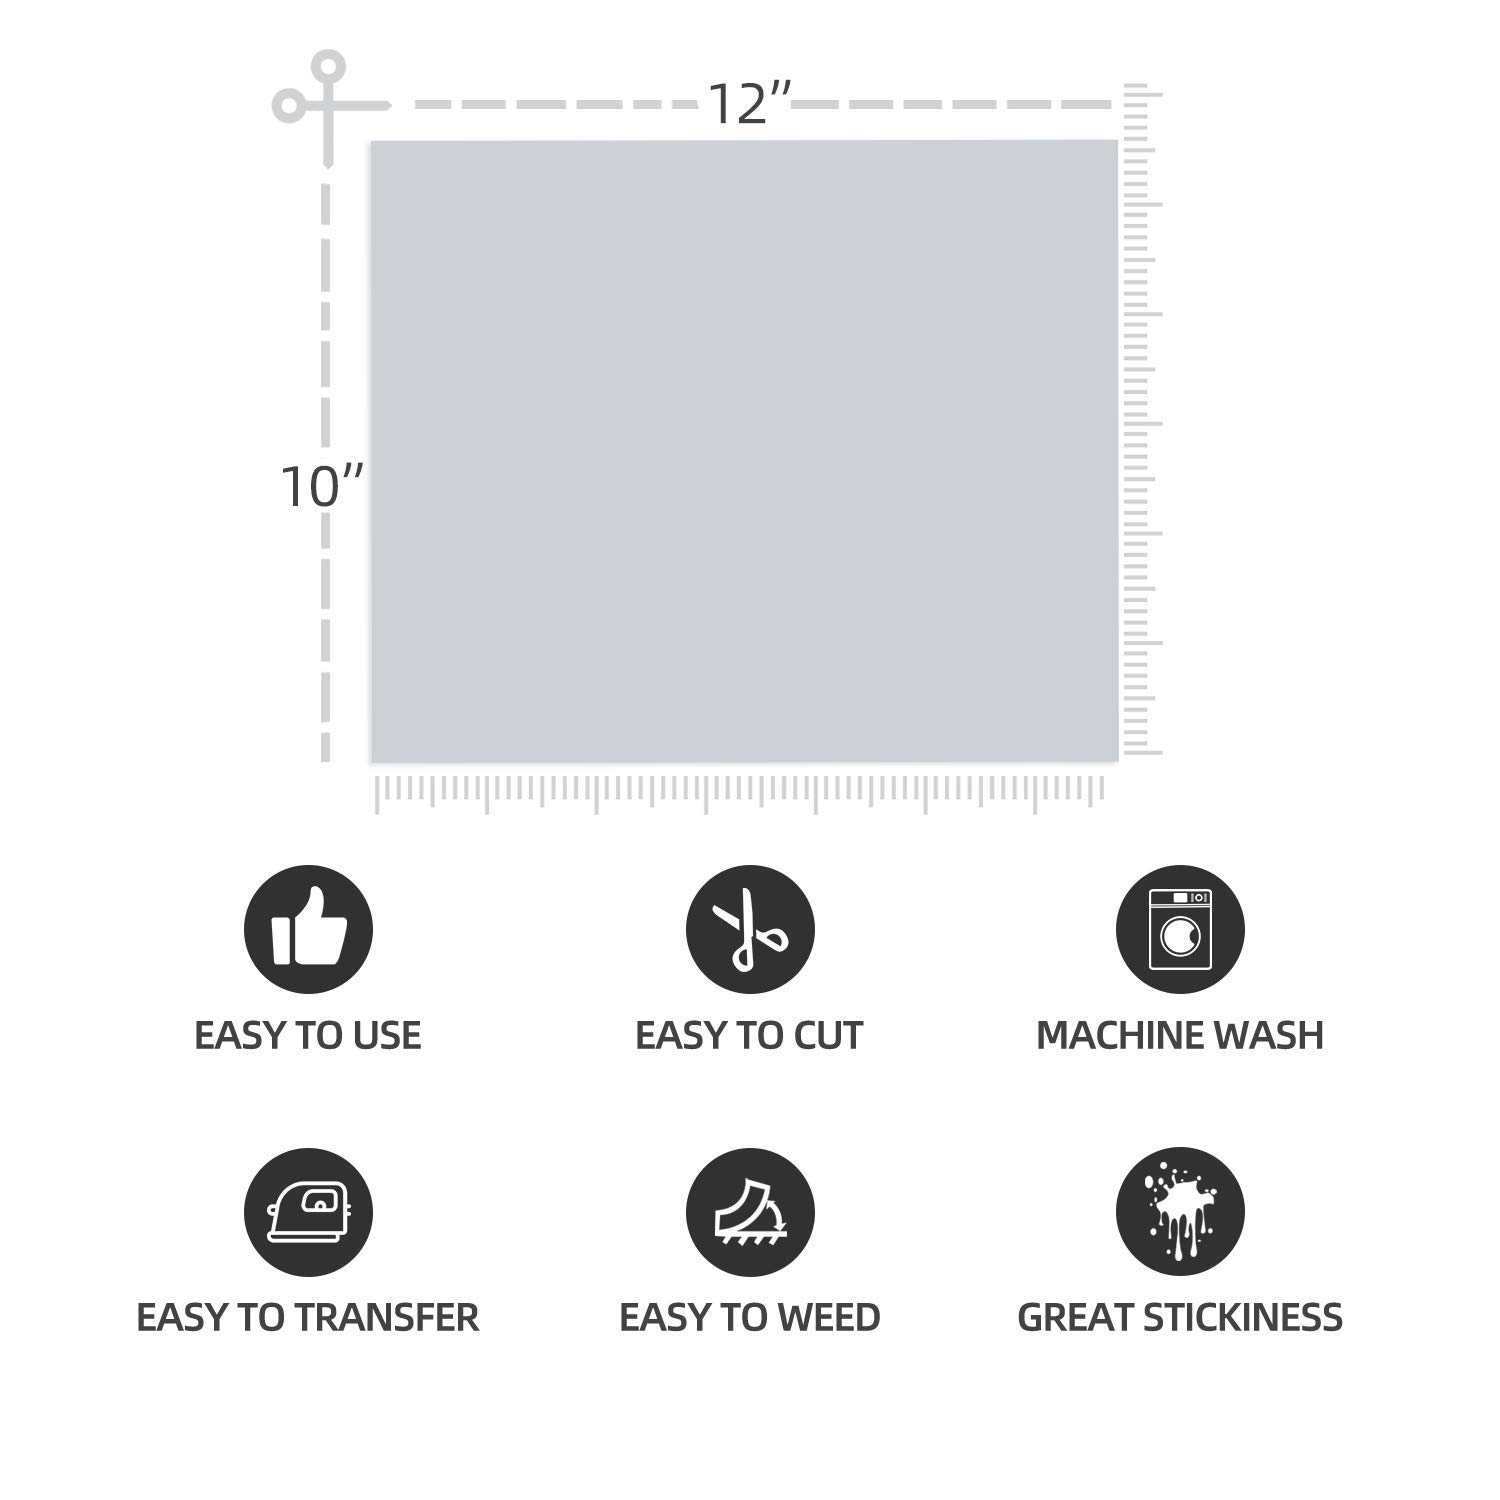 12”
10”
EASY TO USE
EASY TO CUT
MACHINE WASH
EASY TO TRANSFER
EASY TO WEED
GREAT STICKINESS